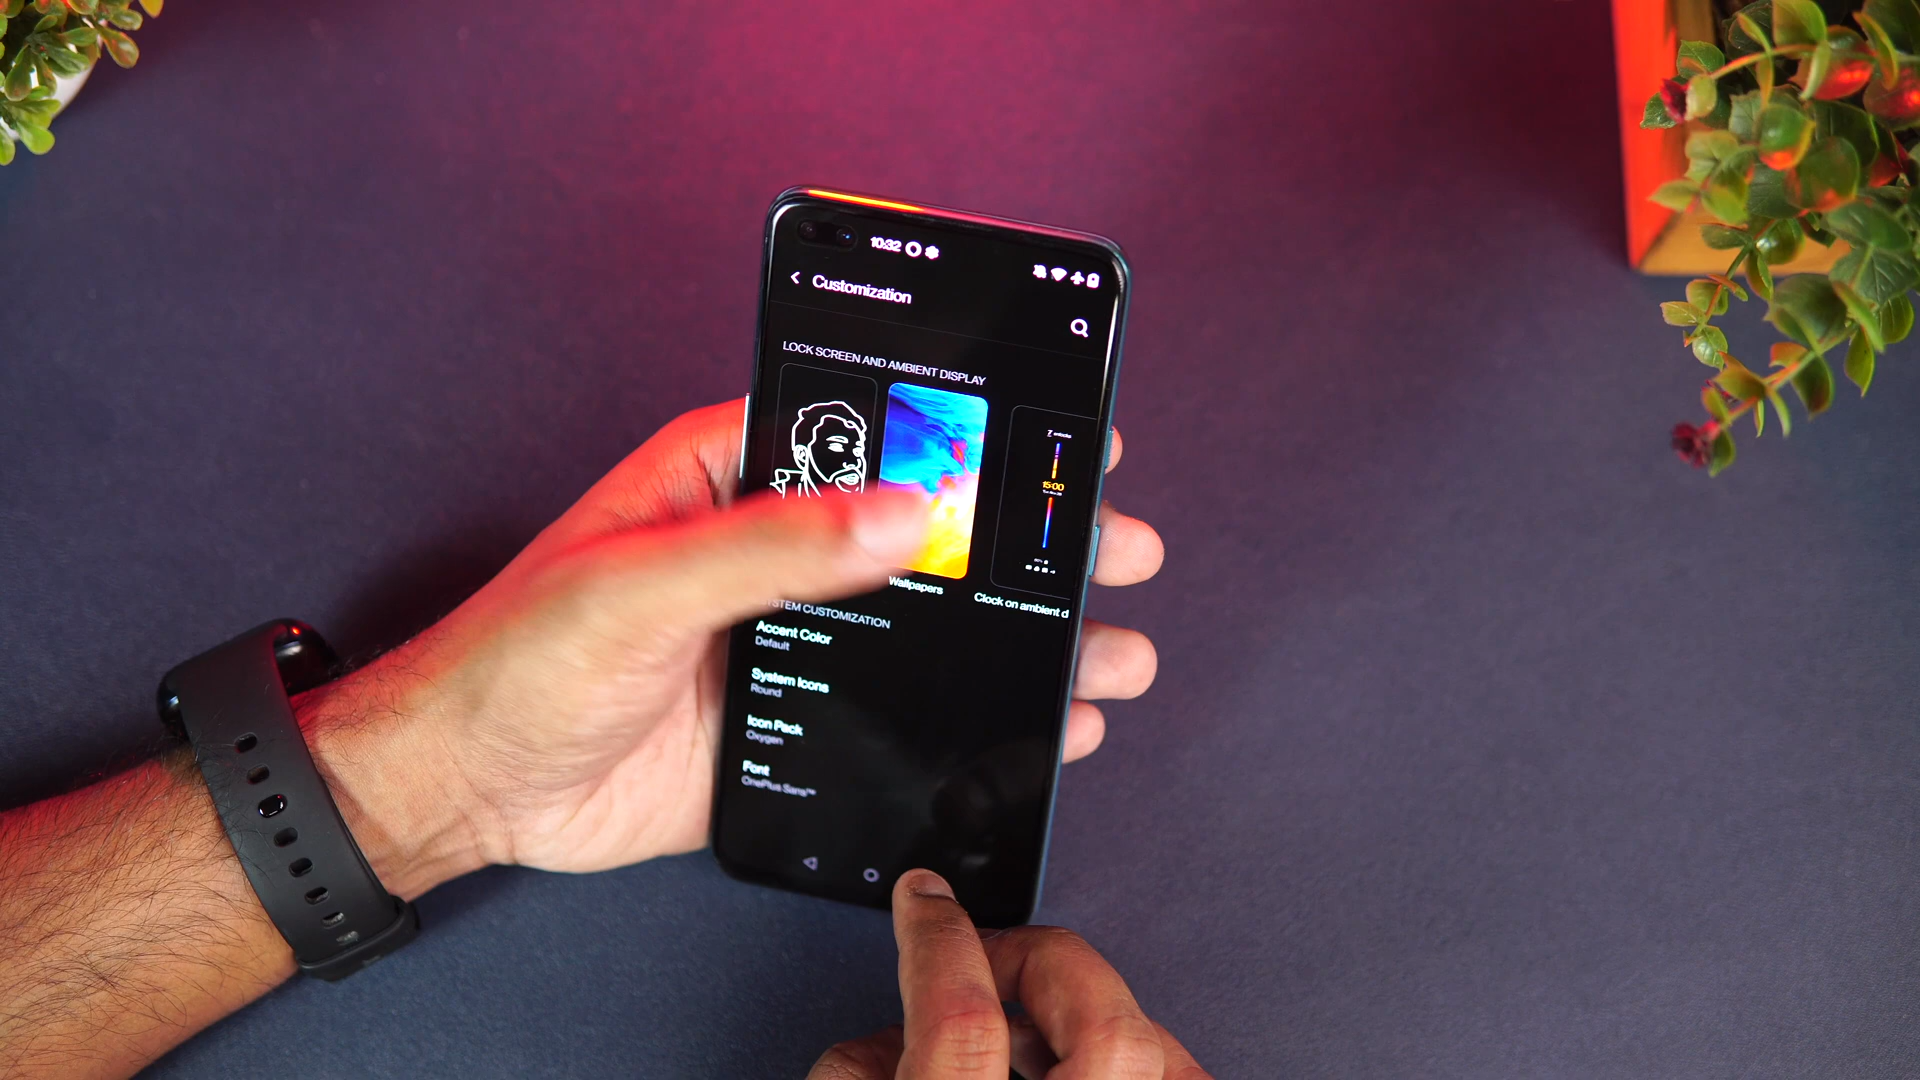 10:32
Customization
LOCK SCREEN AND AMBIENT DISPLAY
15:00
Wallpapers
Clock on ambient d
STEM CUSTOMIZATION
Accent Color
Default
System Icons
Round
Icon Pack
Oxygen
Font
OnePlus Sans™